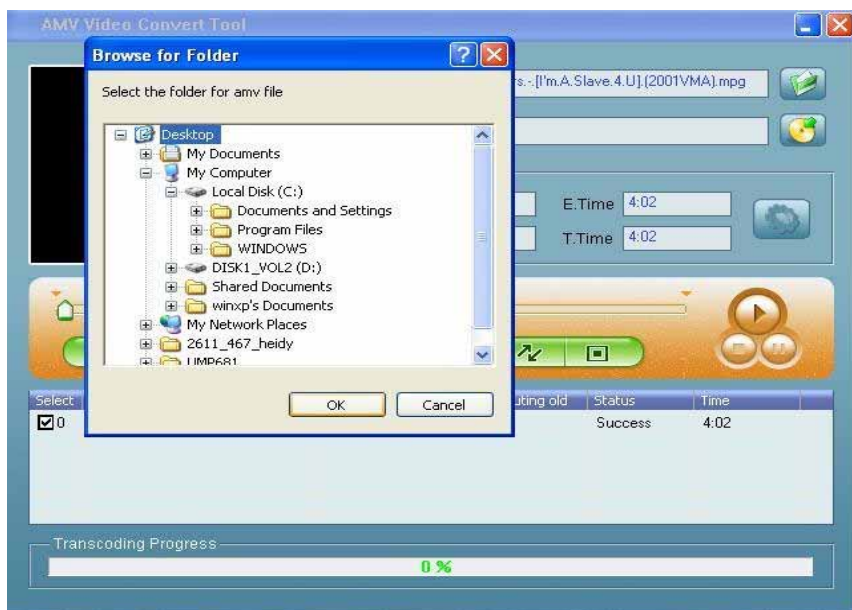 AMV Video Convert Tool
Browse for Folder
Select the folder for amv file
s.-.[I'm.A.Slave.4.U].(2001VMA).mpg
Desktop
My Documents
My Computer
Local Disk (C:)
Documents and Settings
Program Files
WINDOWS
DISK1_VOL2 (D:)
Shared Documents
winxp's Documents
My Network Places
2611_467_heidy
UMP681
E.Time 4:02
T.Time 4:02
OK Cancel
Select old Status Time
0 Success 4:02
Transcoding Progress
0 %